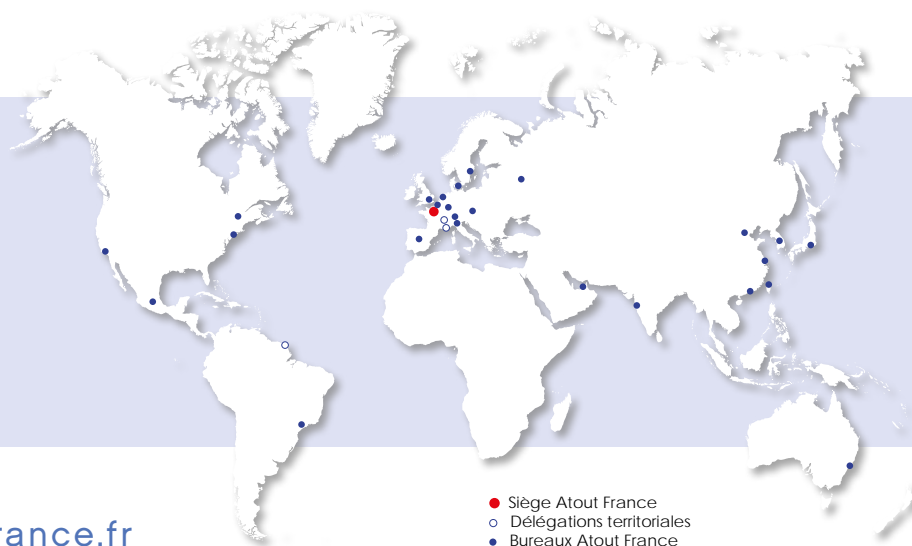 Siège Atout France
Délégations territoriales
Bureaux Atout France
rance.fr